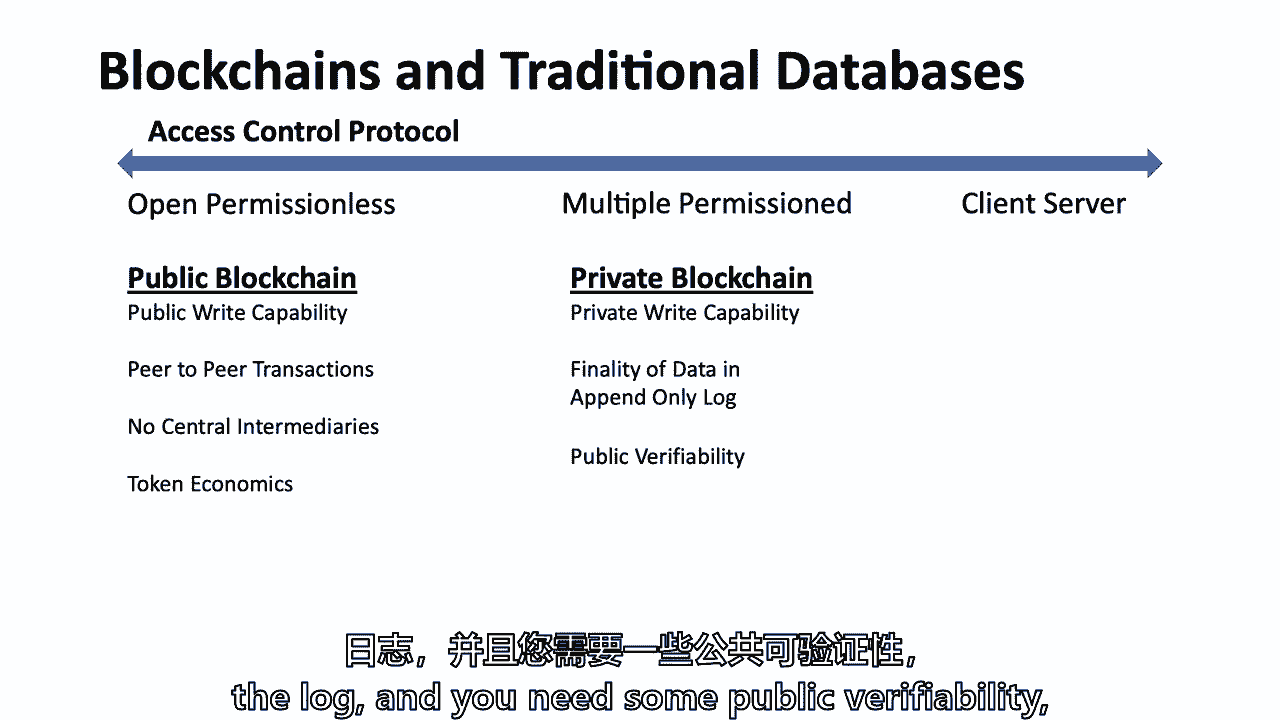 Blockchains and Traditional Databases
Access Control Protocol
Open Permissionless
Multiple Permissioned
Client Server
Public Blockchain
Public Write Capability
Peer to Peer Transactions
No Central Intermediaries
Token Economics
Private Blockchain
Private Write Capability
Finality of Data in
Append Only Log
Public Verifiability
日志，并且您需要一些公共可验证性，
the log, and you need some public verifiability,